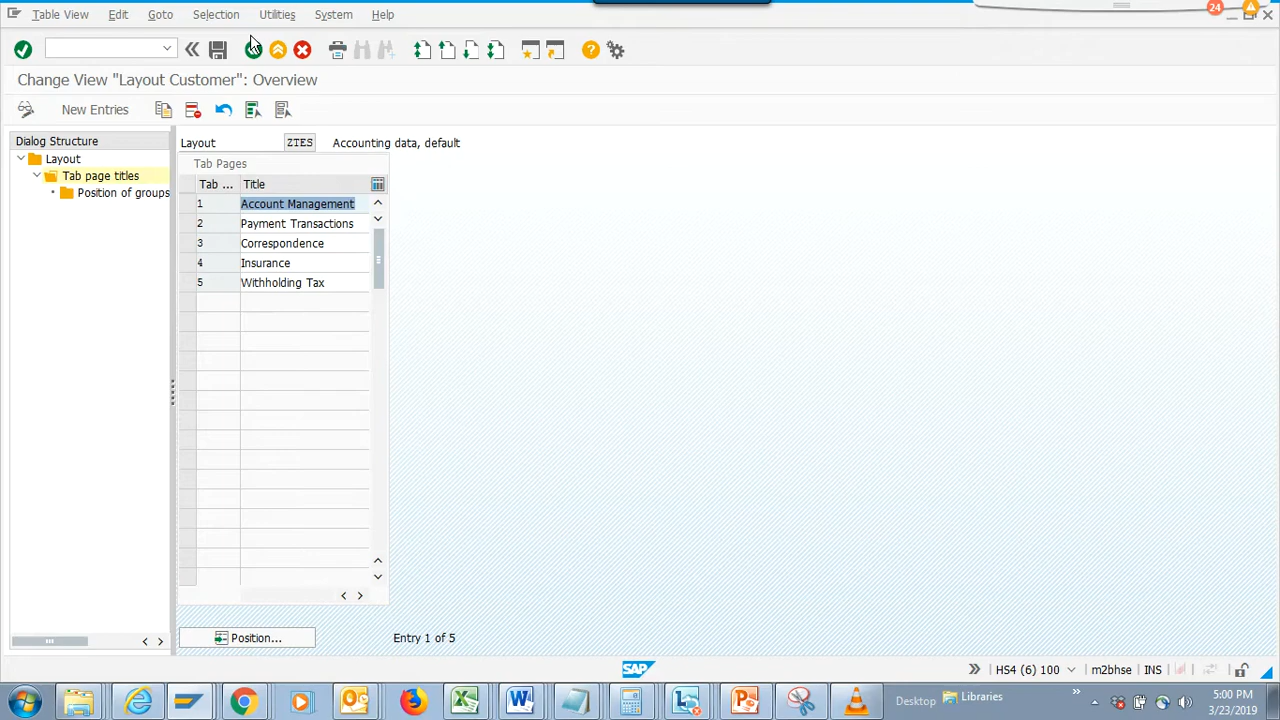 Table View Edit Goto Selection Utilities System Help
24
Change View "Layout Customer": Overview
New Entries
Dialog Structure
Layout
Tab page titles
Position of groups
Layout ZTES Accounting data, default
Tab Pages
Tab ... Title
1 Account Management
2 Payment Transactions
3 Correspondence
4 Insurance
5 Withholding Tax
Position... Entry 1 of 5
SAP
HS4 (6) 100 m2bhse INS
Desktop Libraries
5:00 PM
3/23/2019